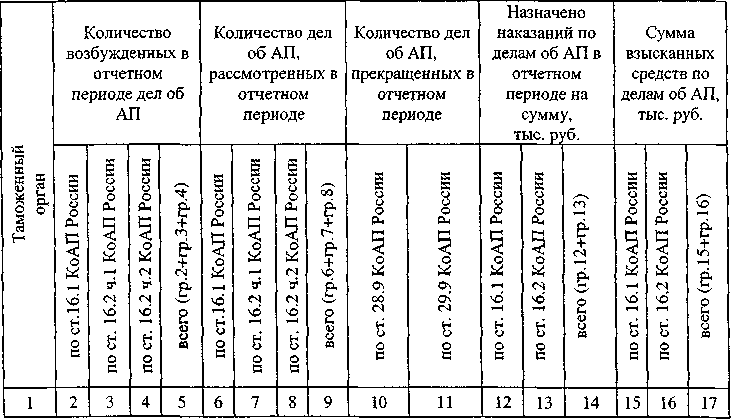 Количество
возбужденных в
отчетном
периоде дел об
АП
Количество дел
об АП,
рассмотренных в
отчетном
периоде
Количество дел
об АП,
прекращенных в
отчетном
периоде
Назначено
наказаний по
делам об АП в
отчетном
периоде на
сумму,
тыс. руб.
Сумма
взысканных
средств по
делам об АП,
тыс. руб.
Таможенный
орган
по ст.16.1 КоАП России
по ст. 16.2 ч.1 КоАП России
по ст. 16.2 ч.2 КоАП России
всего (гр.2+гр.3+гр.4)
по ст.16.1 КоАП России
по ст. 16.2 ч.1 КоАП России
по ст. 16.2 ч.2 КоАП России
всего (гр.6+гр.7+гр.8)
по ст. 28.9 КоАП России
по ст. 29.9 КоАП России
по ст. 16.1 КоАП России
по ст. 16.2 КоАП России
всего (гр.12+гр.13)
по ст. 16.1 КоАП России
по ст. 16.2 КоАП России
всего (гр.15+гр.16)
1 2 3 4 5 6 7 8 9 10 11 12 13 14 15 16 17